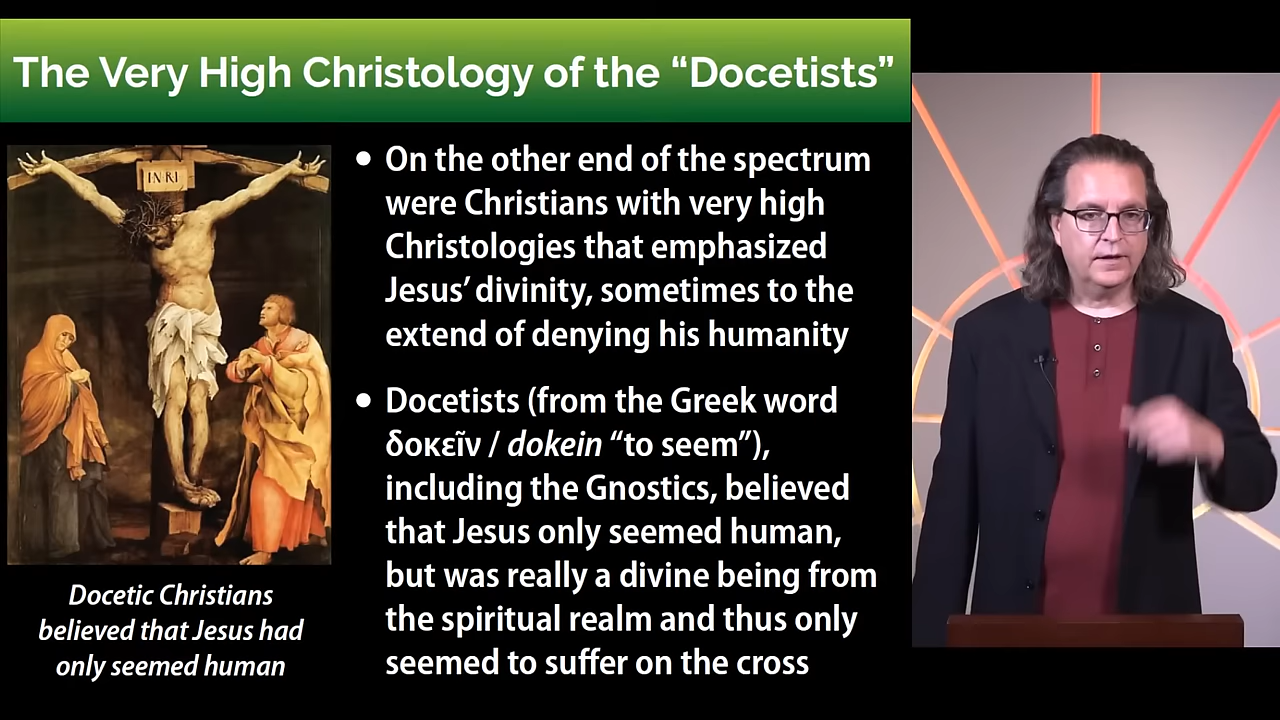 The Very High Christology of the “Docetists”
INRI
• On the other end of the spectrum
were Christians with very high
Christologies that emphasized
Jesus’ divinity, sometimes to the
extend of denying his humanity
• Docetists (from the Greek word
δοκεῖν / dokein “to seem”),
including the Gnostics, believed
that Jesus only seemed human,
but was really a divine being from
the spiritual realm and thus only
seemed to suffer on the cross
Docetic Christians
believed that Jesus had
only seemed human